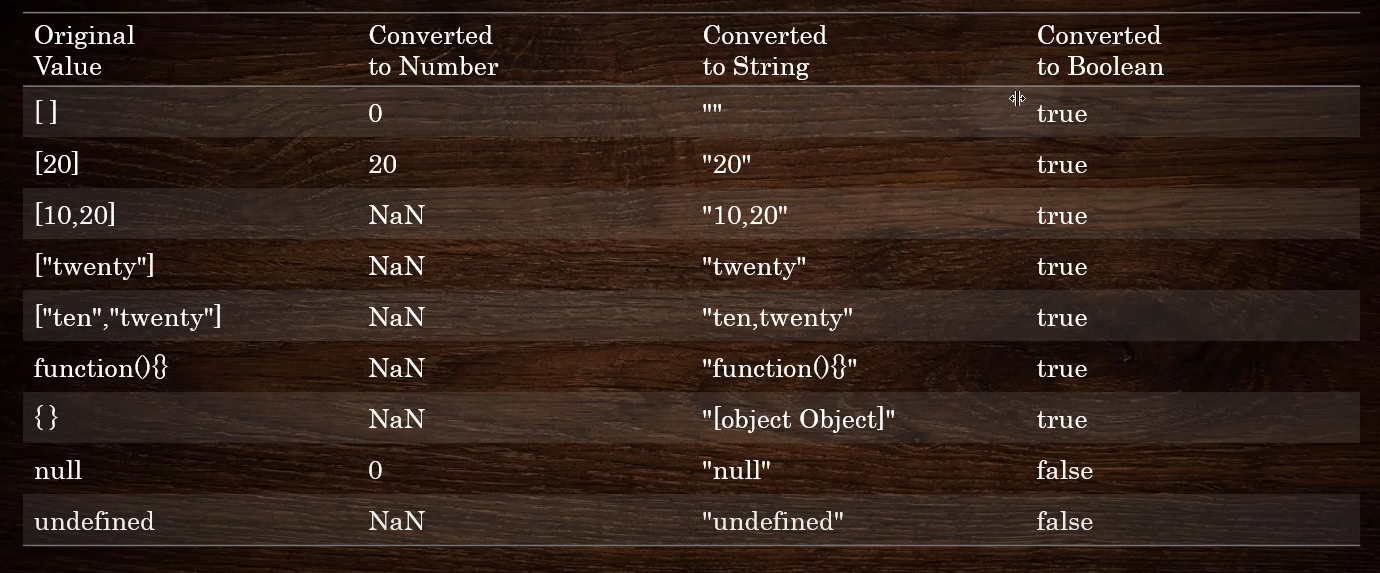 Original Converted Converted Converted
Value to Number to String to Boolean
[ ] 0 "" true
[20] 20 "20" true
[10,20] NaN "10,20" true
["twenty"] NaN "twenty" true
["ten","twenty"] NaN "ten,twenty" true
function(){} NaN "function(){}" true
{ } NaN "[object Object]" true
null 0 "null" false
undefined NaN "undefined" false